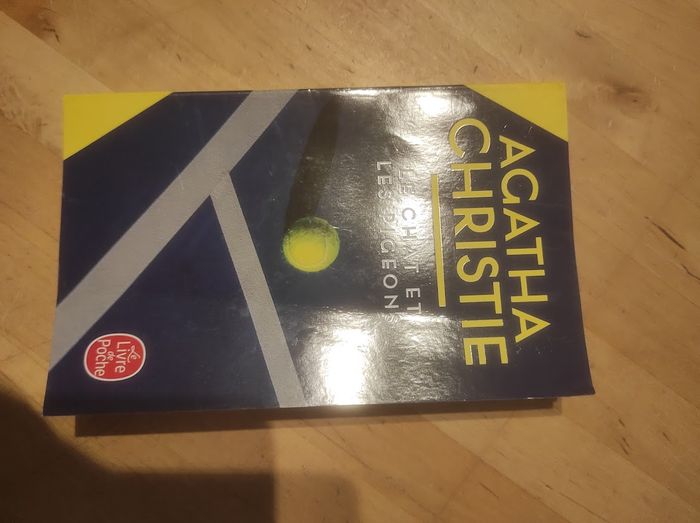 AGATHA
CHRISTIE
LE CHAT ET
LES PIGEONS
Le
Livre
de
Poche